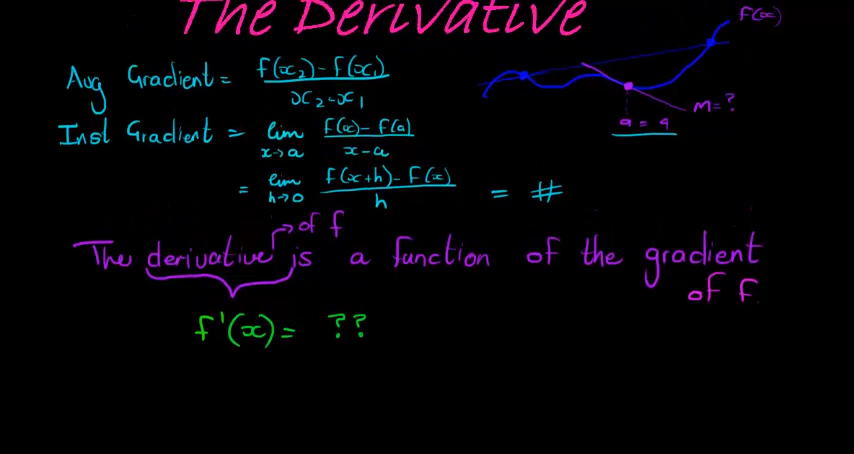 The Derivative
f(x)
Avg Gradient = f(x₂) - f(x₁) / x₂ - x₁
m = ?
a = 4
Inst Gradient = lim x→a f(x) - f(a) / x - a
= lim h→0 f(x+h) - f(x) / h = #
→ of f
The derivative is a function of the gradient
of f.
f'(x) = ??